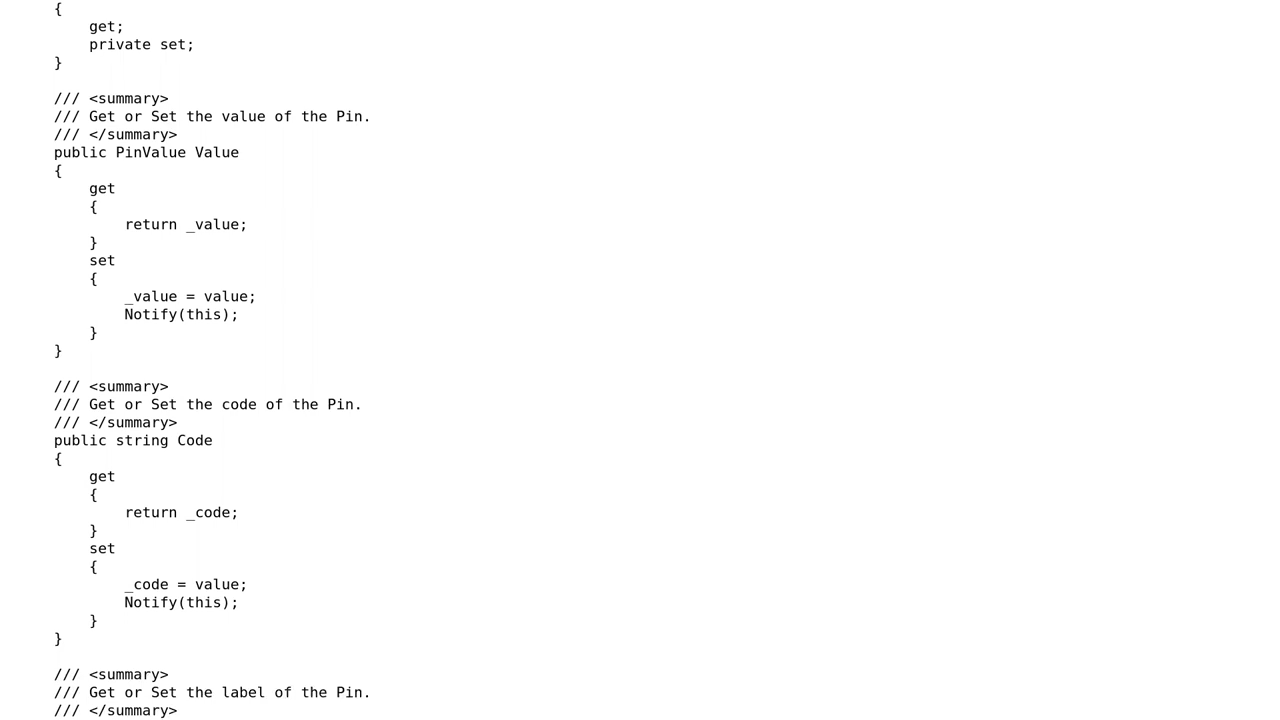 {
    get;
    private set;
}

/// <summary>
/// Get or Set the value of the Pin.
/// </summary>
public PinValue Value
{
    get
    {
        return _value;
    }
    set
    {
        _value = value;
        Notify(this);
    }
}

/// <summary>
/// Get or Set the code of the Pin.
/// </summary>
public string Code
{
    get
    {
        return _code;
    }
    set
    {
        _code = value;
        Notify(this);
    }
}

/// <summary>
/// Get or Set the label of the Pin.
/// </summary>